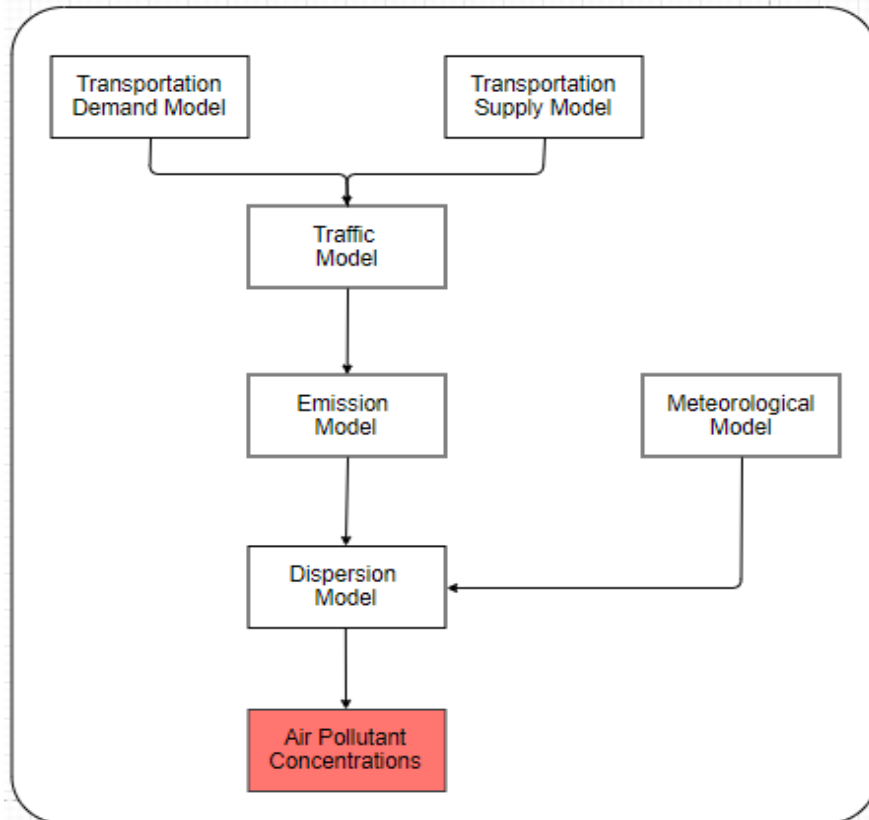 Transportation
Demand Model
Transportation
Supply Model
Traffic
Model
Emission
Model
Meteorological
Model
Dispersion
Model
Air Pollutant
Concentrations